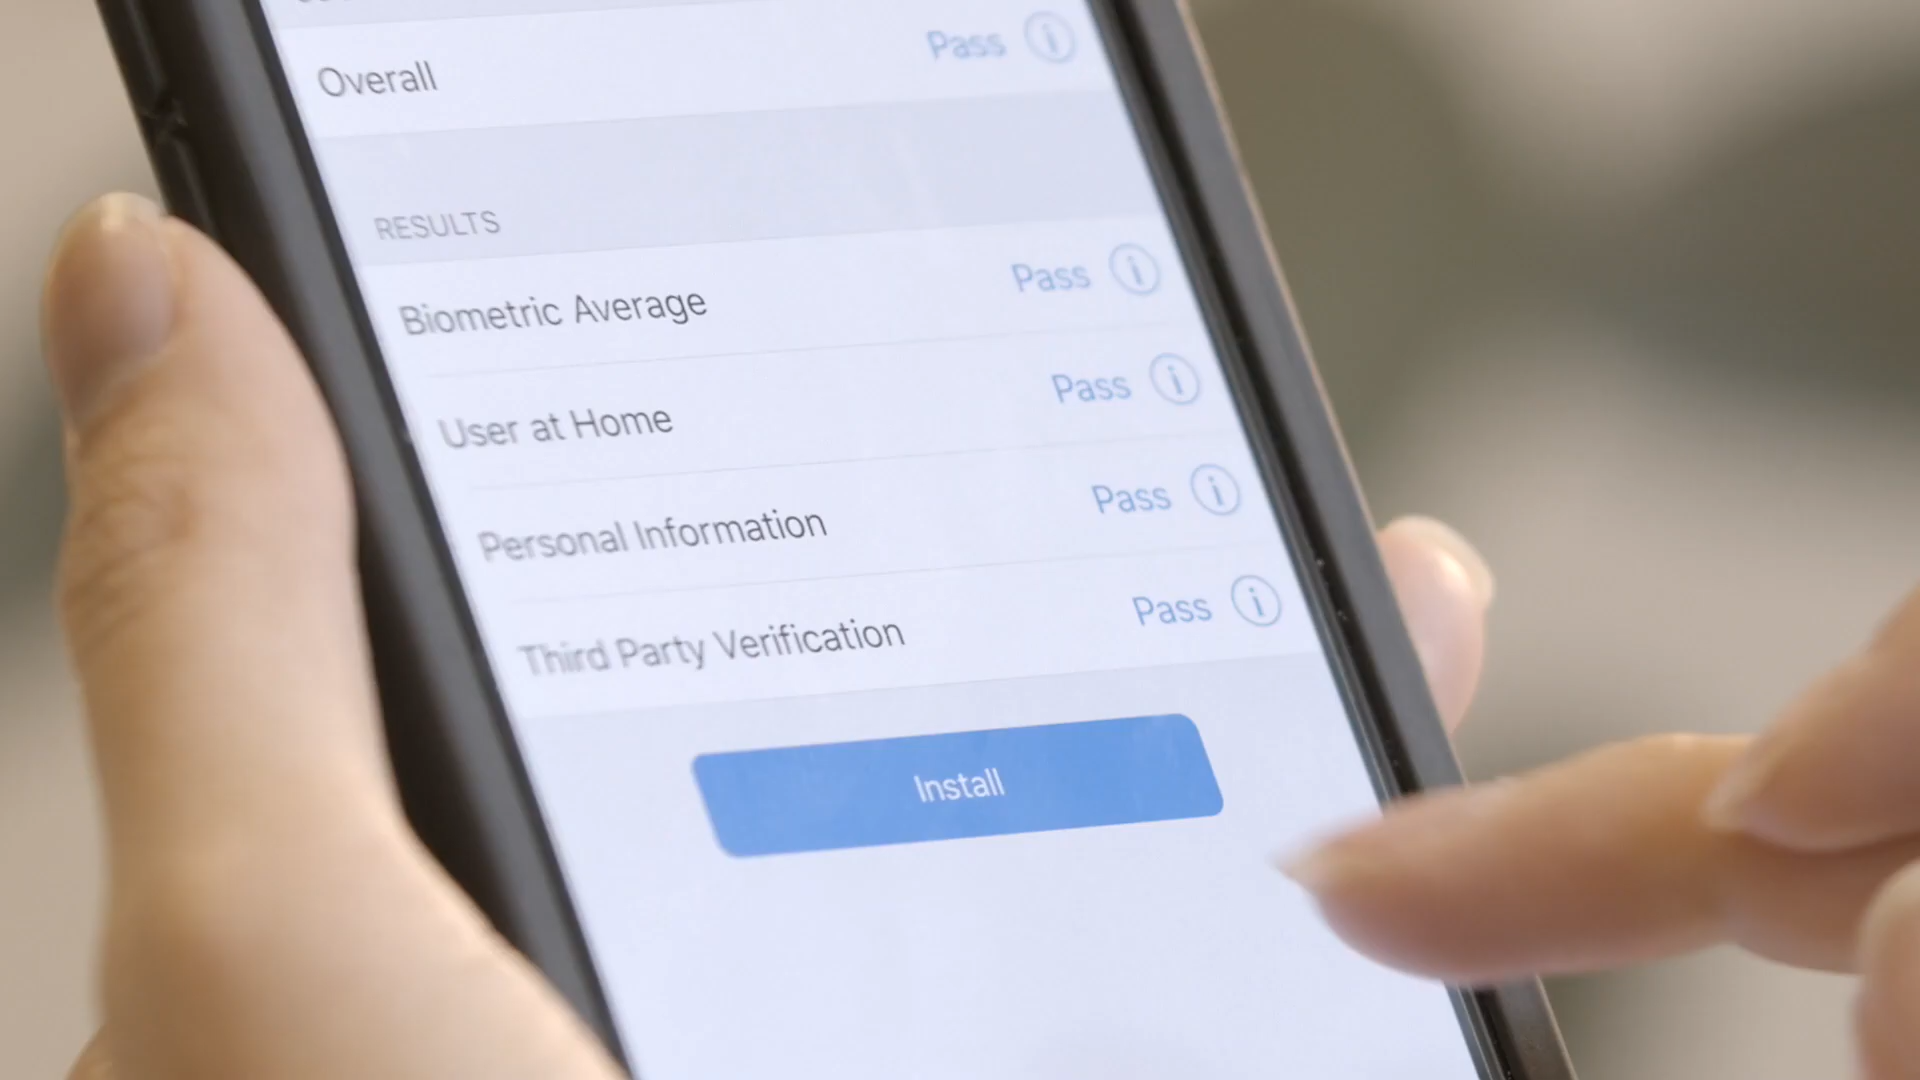 Overall Pass
RESULTS
Biometric Average Pass
User at Home Pass
Personal Information Pass
Third Party Verification Pass
Install